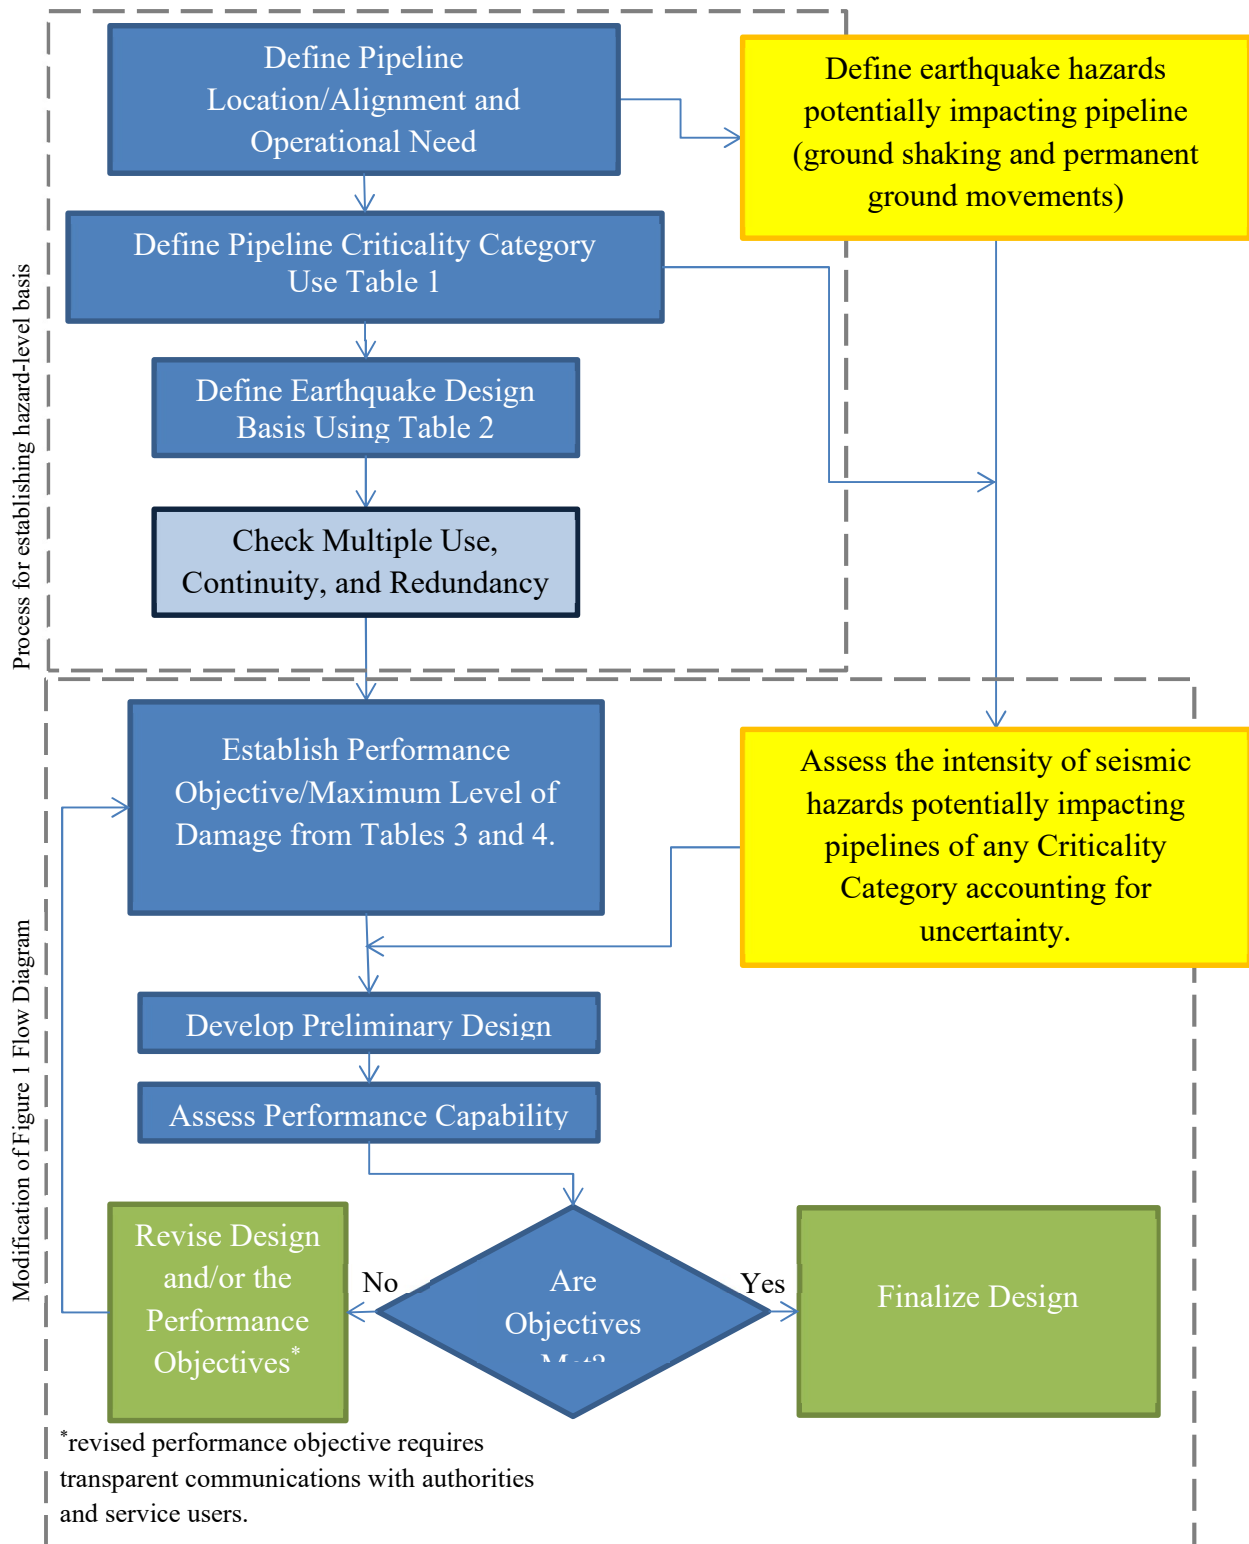 Process for establishing hazard-level basis
Define Pipeline
Location/Alignment and
Operational Need
Define earthquake hazards
potentially impacting pipeline
(ground shaking and permanent
ground movements)
Define Pipeline Criticality Category
Use Table 1
Define Earthquake Design
Basis Using Table 2
Check Multiple Use,
Continuity, and Redundancy
Modification of Figure 1 Flow Diagram
Establish Performance
Objective/Maximum Level of
Damage from Tables 3 and 4.
Assess the intensity of seismic
hazards potentially impacting
pipelines of any Criticality
Category accounting for
uncertainty.
Develop Preliminary Design
Assess Performance Capability
Revise Design
and/or the
Performance
Objectives*
No
Are
Objectives
Met?
Yes
Finalize Design
*revised performance objective requires
transparent communications with authorities
and service users.